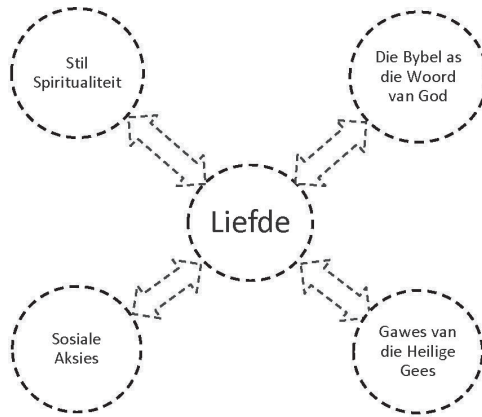 Stil
Spiritualiteit
Die Bybel as
die Woord
van God
Liefde
Sosiale
Aksies
Gawes van
die Heilige
Gees